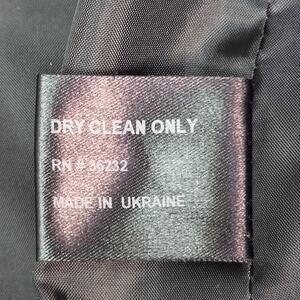 DRY CLEAN ONLY
RN # 36232
MADE IN UKRAINE